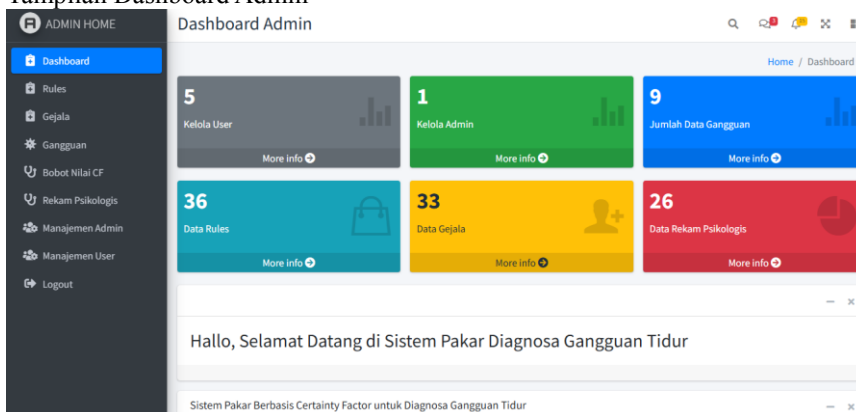 Tampilan Dashboard Admin
ADMIN HOME
Dashboard Admin
Home / Dashboard
Dashboard
Rules
Gejala
Gangguan
Bobot Nilai CF
Rekam Psikologis
Manajemen Admin
Manajemen User
Logout
5
Kelola User
More info
1
Kelola Admin
More info
9
Jumlah Data Gangguan
More info
36
Data Rules
More info
33
Data Gejala
More info
26
Data Rekam Psikologis
More info
Hallo, Selamat Datang di Sistem Pakar Diagnosa Gangguan Tidur
Sistem Pakar Berbasis Certainty Factor untuk Diagnosa Gangguan Tidur